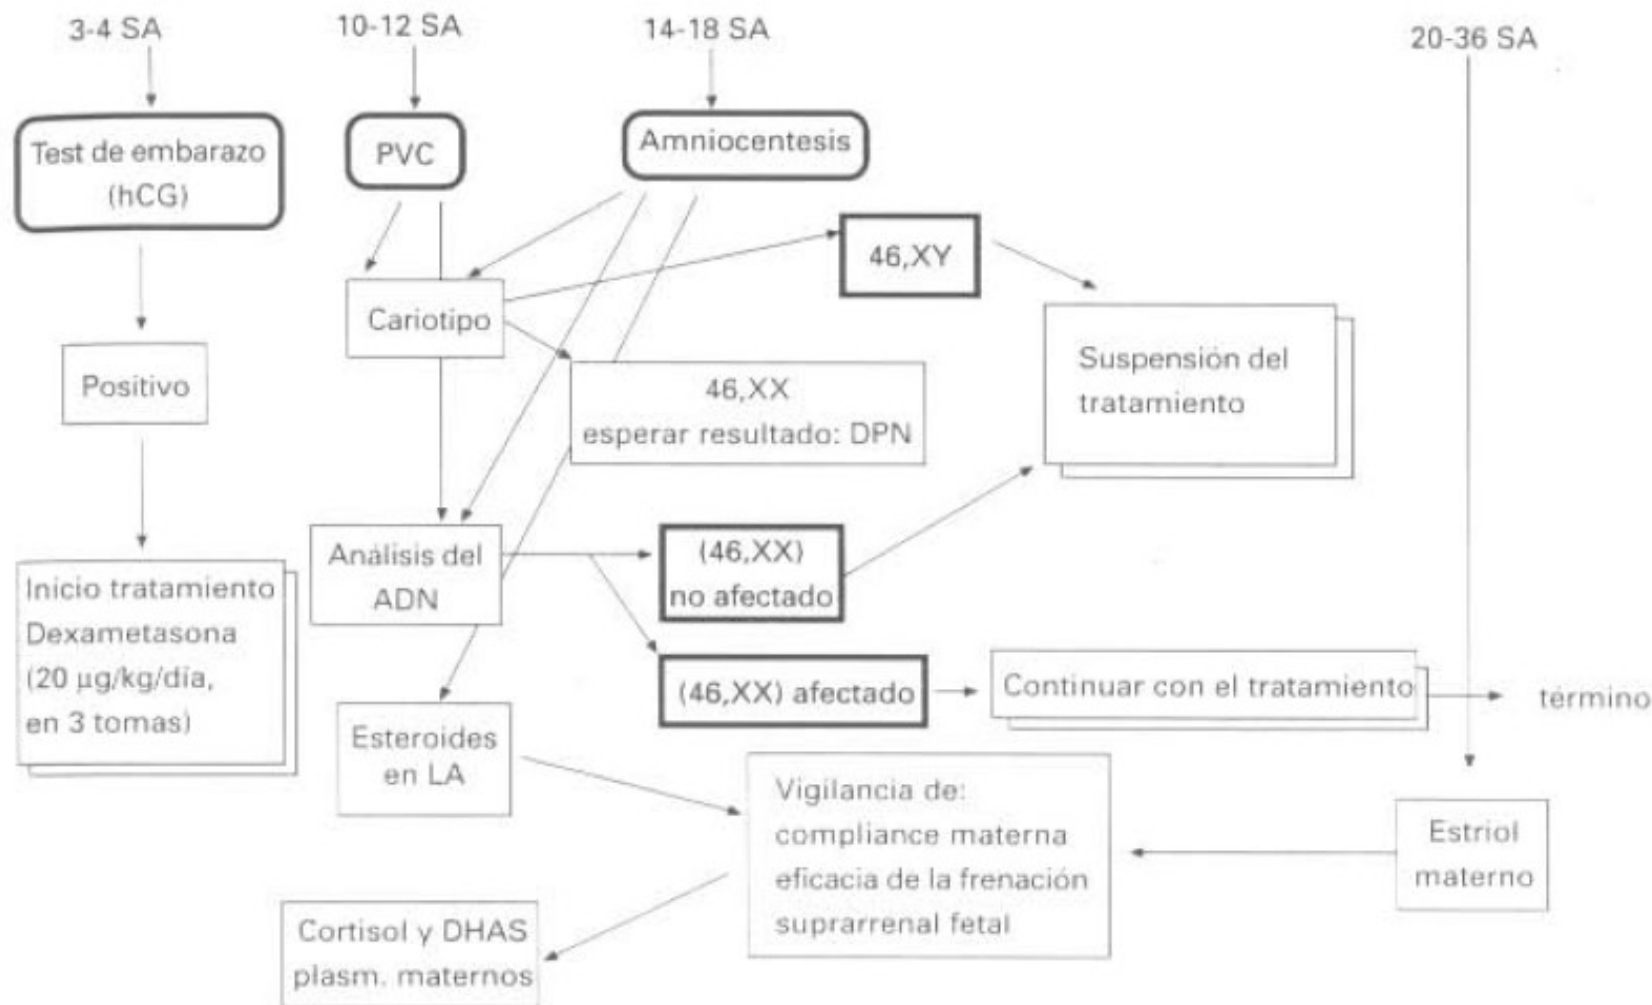 3-4 SA
10-12 SA
14-18 SA
20-36 SA
Test de embarazo
(hCG)
PVC
Amniocentesis
46,XY
Cariotipo
Positivo
46,XX
esperar resultado: DPN
Suspensión del
tratamiento
Análisis del
ADN
(46,XX)
no afectado
Inicio tratamiento
Dexametasona
(20 µg/kg/día,
en 3 tomas)
(46,XX) afectado
Continuar con el tratamiento
término
Esteroides
en LA
Vigilancia de:
compliance materna
eficacia de la frenación
suprarrenal fetal
Estriol
materno
Cortisol y DHAS
plasm. maternos